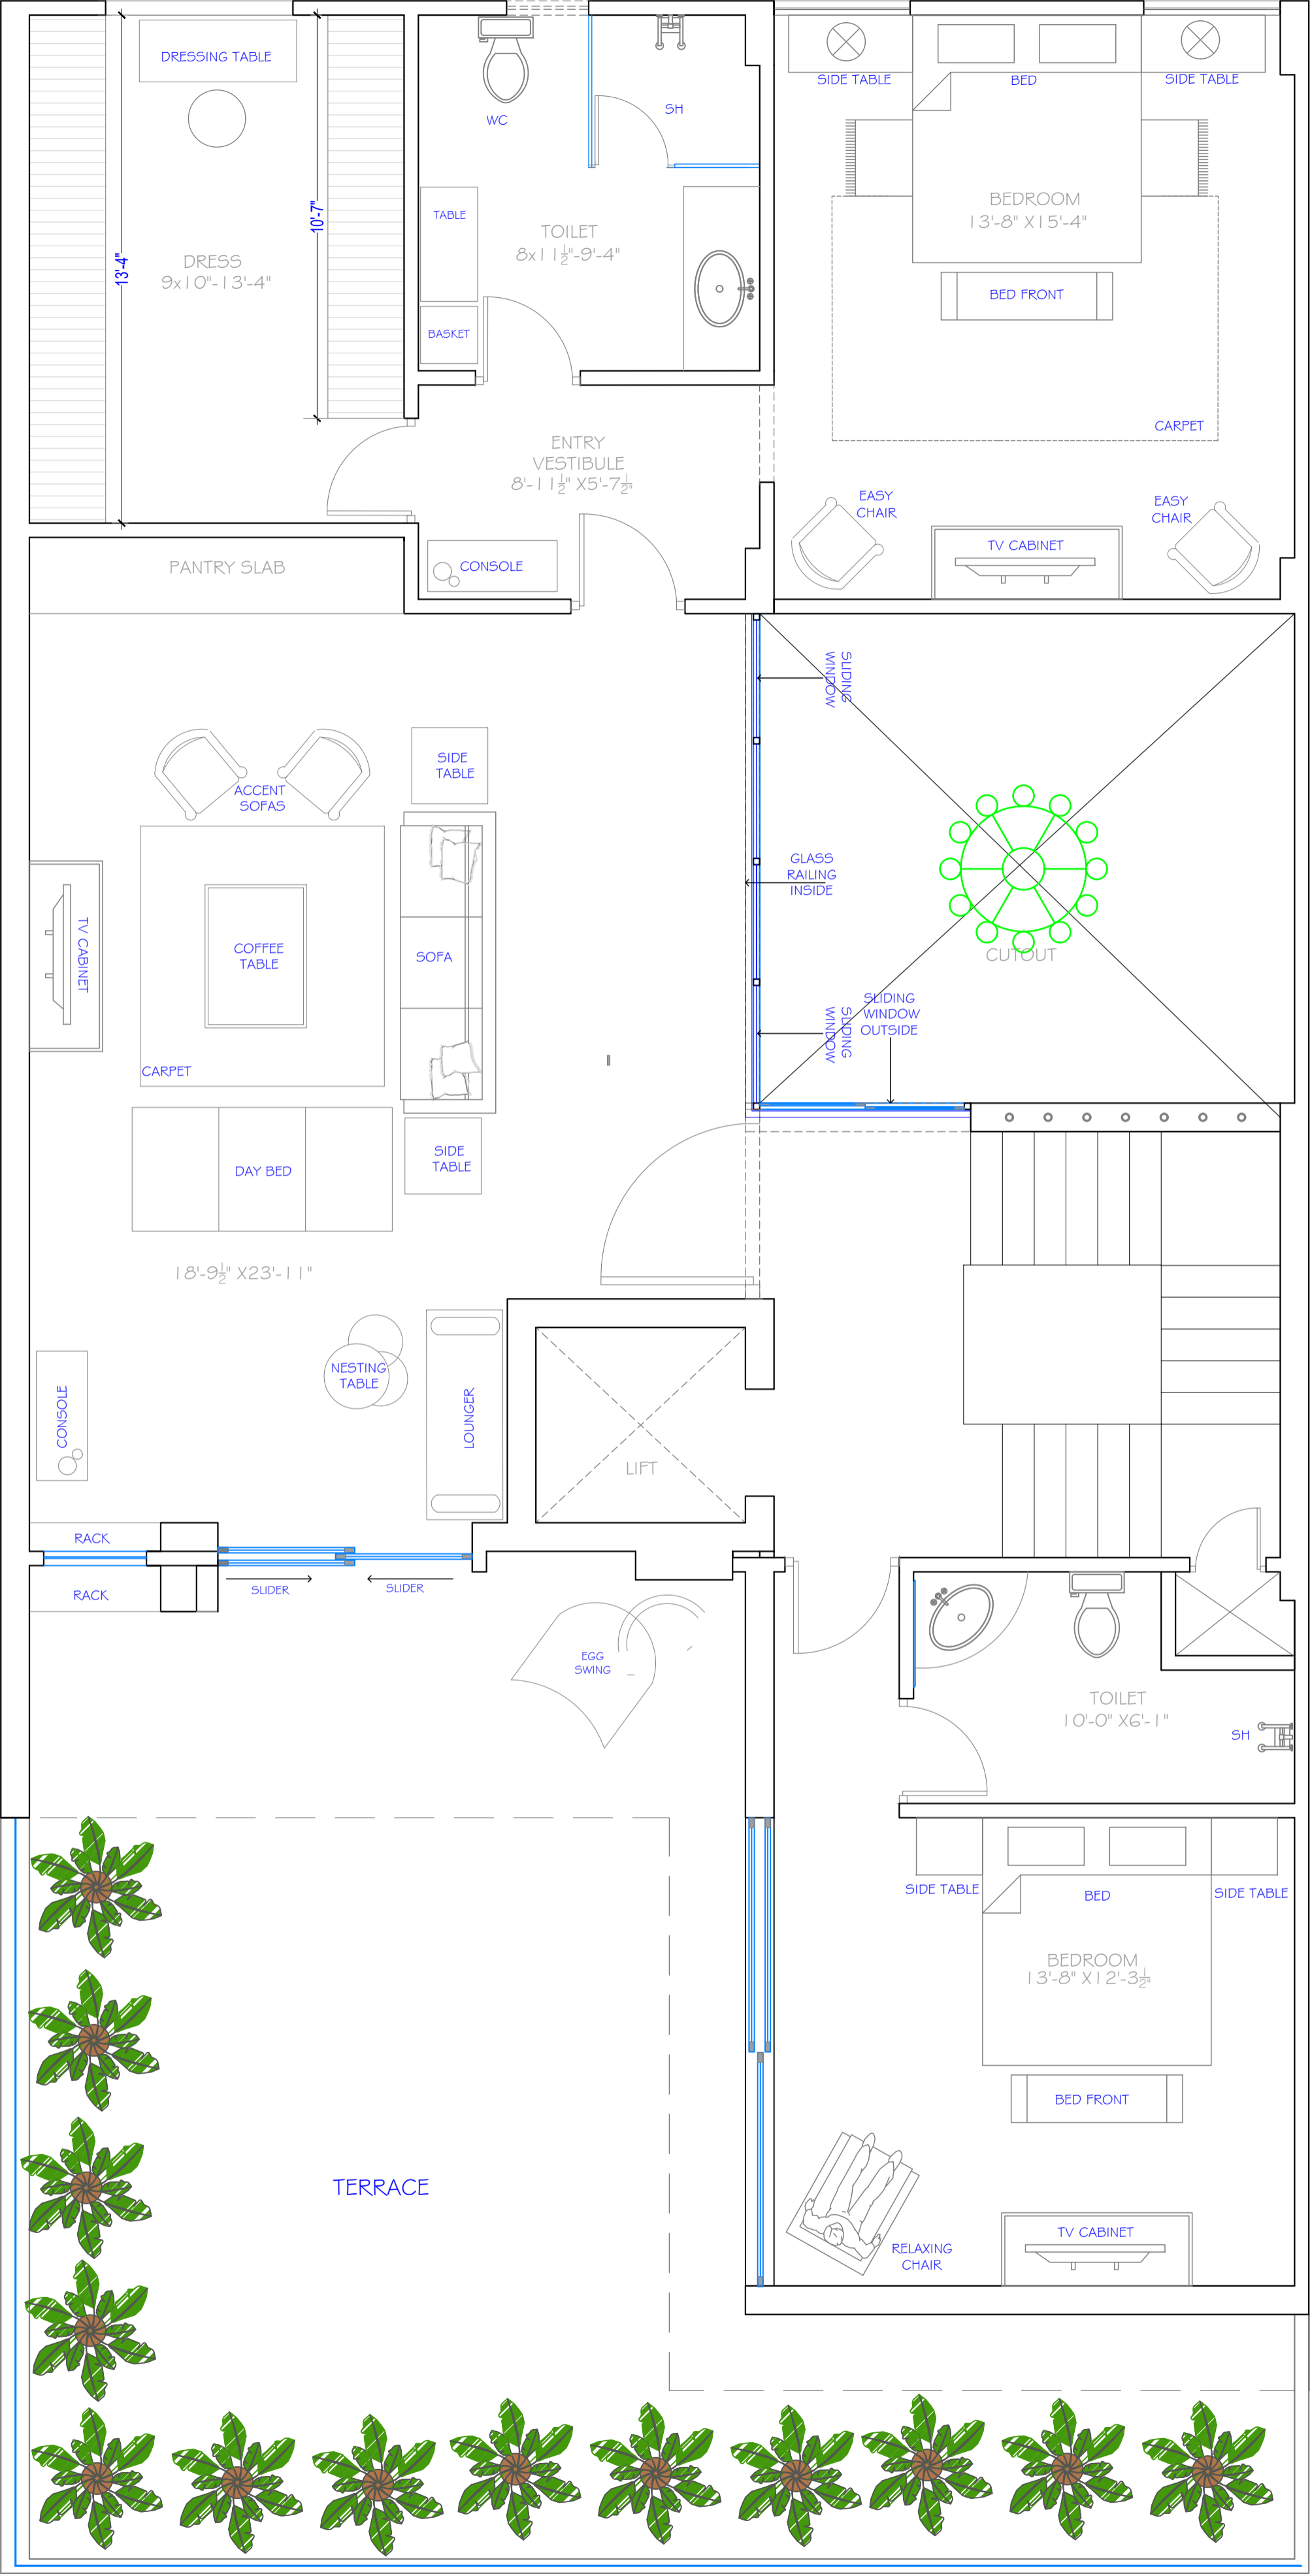 DRESSING TABLE
13'-4"
10'-7"
DRESS
9x10"-13'-4"
WC
SH
TABLE
TOILET
8x11½"-9'-4"
BASKET
SIDE TABLE
BED
SIDE TABLE
BEDROOM
13'-8" X15'-4"
BED FRONT
CARPET
ENTRY
VESTIBULE
8'-11½" X5'-7½"
CONSOLE
EASY
CHAIR
TV CABINET
EASY
CHAIR
PANTRY SLAB
SLIDING
WINDOW
ACCENT
SOFAS
SIDE
TABLE
GLASS
RAILING
INSIDE
TV CABINET
COFFEE
TABLE
SOFA
CUTOUT
SLIDING
WINDOW
SLIDING
WINDOW
OUTSIDE
CARPET
DAY BED
SIDE
TABLE
18'-9½" X23'-11"
NESTING
TABLE
CONSOLE
LOUNGER
LIFT
RACK
RACK
SLIDER
SLIDER
EGG
SWING
TOILET
10'-0" X6'-1"
SH
SIDE TABLE
BED
SIDE TABLE
BEDROOM
13'-8" X12'-3½"
BED FRONT
TERRACE
TV CABINET
RELAXING
CHAIR